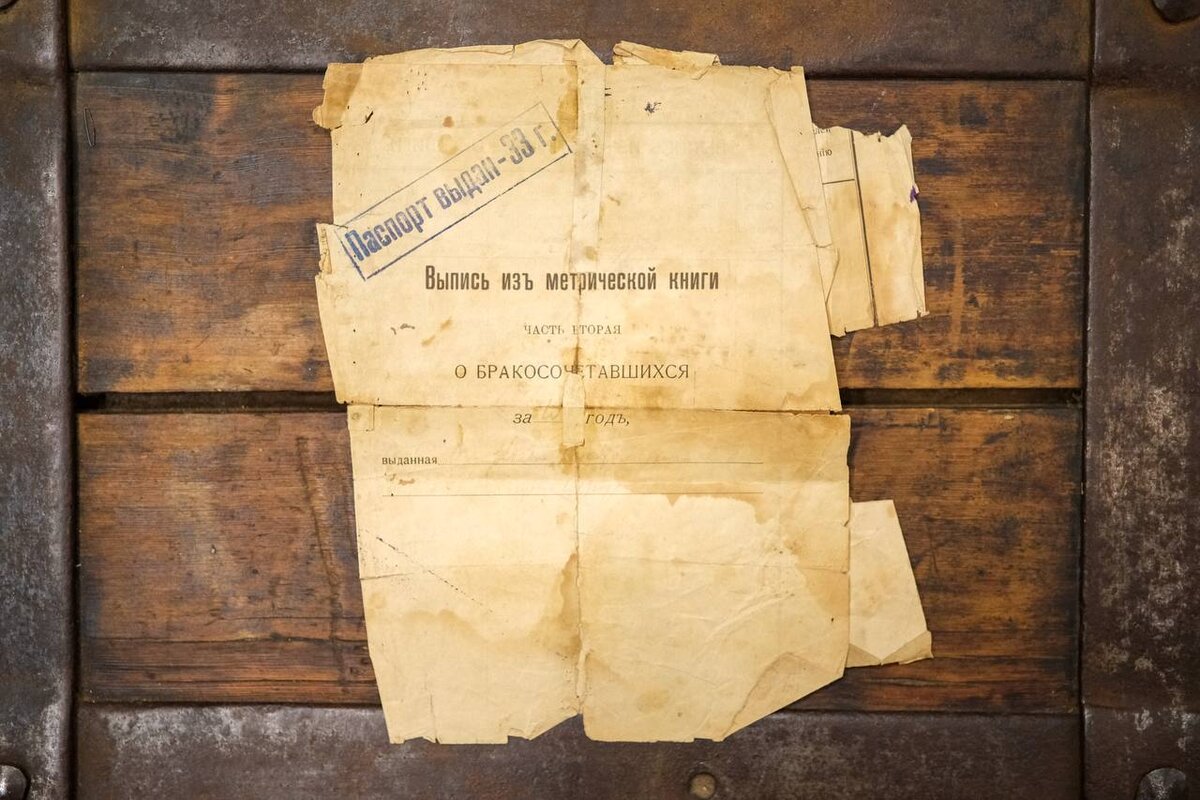 Паспорт выдан-33 г.
Выпись изъ метрической книги
ЧАСТЬ ВТОРАЯ
О БРАКОСОЧЕТАВШИХСЯ
за годъ,
выданная